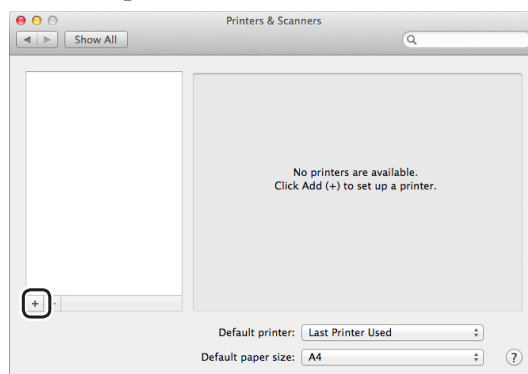 Printers & Scanners
Show All
No printers are available.
Click Add (+) to set up a printer.
+ -
Default printer: Last Printer Used
Default paper size: A4
?